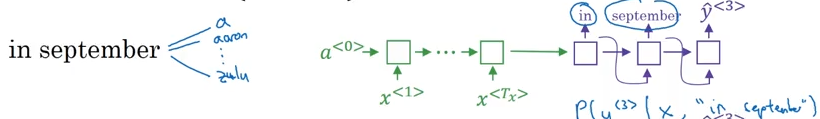 in september
a
aaron
⋮
zulu
a<0>
...
x<1>
x<Tx>
in september ŷ<3>
P(y<3> | x, "in september")